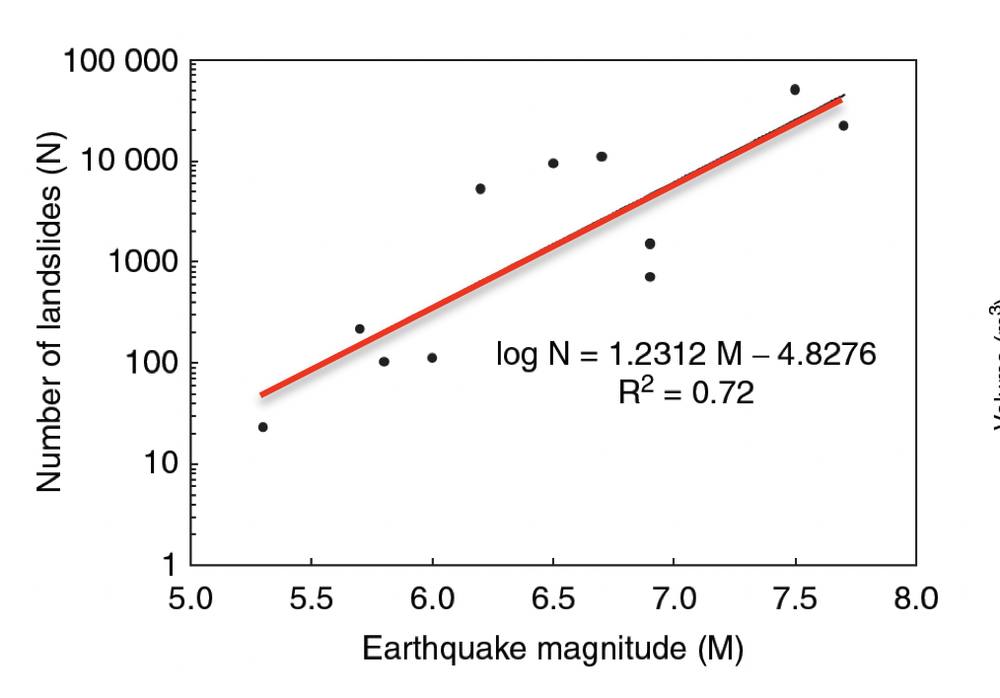 100 000
10 000
1000
100
10
1
Number of landslides (N)
log N = 1.2312 M – 4.8276
R² = 0.72
5.0 5.5 6.0 6.5 7.0 7.5 8.0
Earthquake magnitude (M)